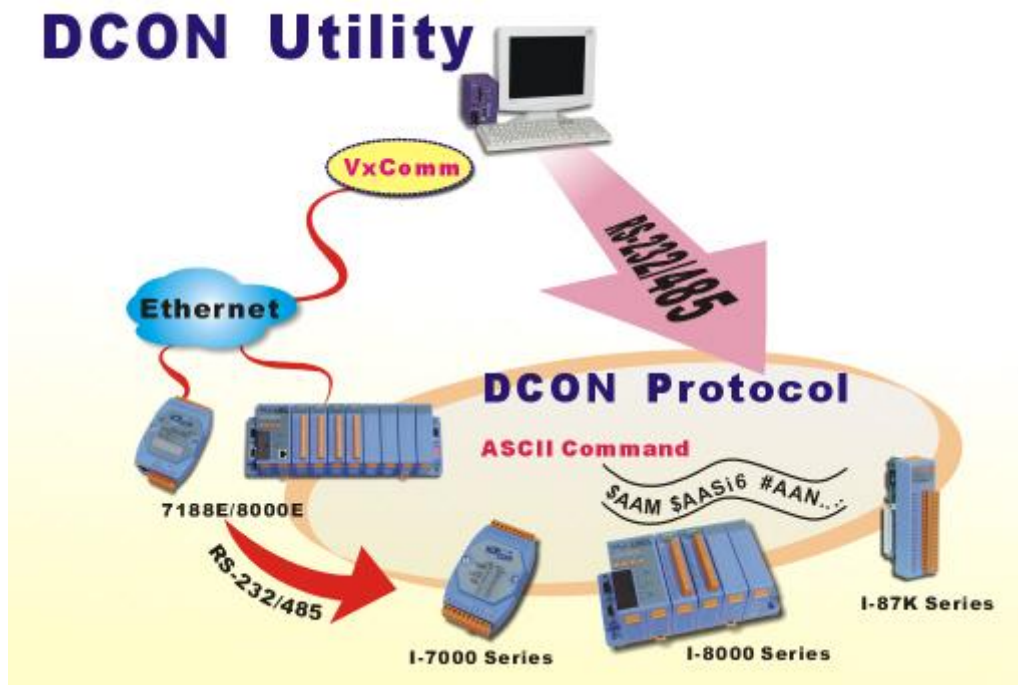 DCON Utility
VxComm
RS-232/485
Ethernet
DCON Protocol
ASCII Command
$AAM $AASi6 #AAN...
7188E/8000E
RS-232/485
I-87K Series
I-8000 Series
I-7000 Series